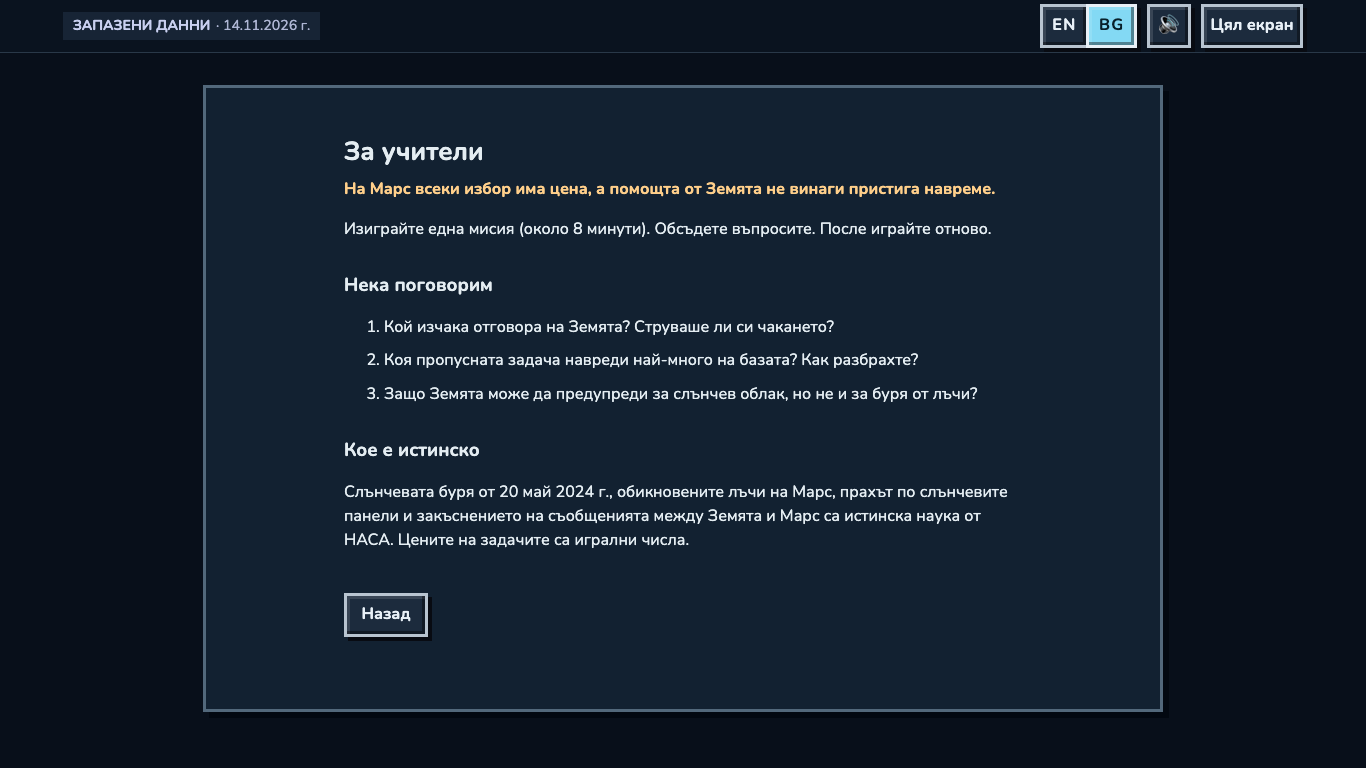 ЗАПАЗЕНИ ДАННИ · 14.11.2026 г.
EN BG Цял екран
За учители
На Марс всеки избор има цена, а помощта от Земята не винаги пристига навреме.
Изиграйте една мисия (около 8 минути). Обсъдете въпросите. После играйте отново.
Нека поговорим
1. Кой изчака отговора на Земята? Струваше ли си чакането?
2. Коя пропусната задача навреди най-много на базата? Как разбрахте?
3. Защо Земята може да предупреди за слънчев облак, но не и за буря от лъчи?
Кое е истинско
Слънчевата буря от 20 май 2024 г., обикновените лъчи на Марс, прахът по слънчевите
панели и закъснението на съобщенията между Земята и Марс са истинска наука от
НАСА. Цените на задачите са игрални числа.
Назад